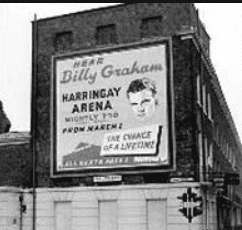 HEAR
Billy Graham
HARRINGAY
ARENA
NIGHTLY 7.30
FROM MARCH 1
THE CHANCE
OF A LIFETIME
ALL SEATS FREE